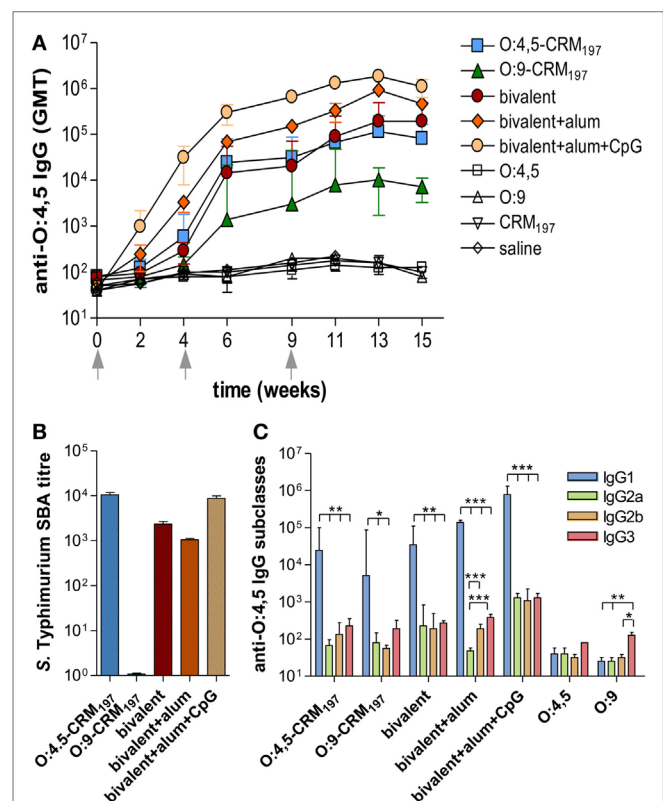 A
anti-O:4,5 IgG (GMT)
10⁷
10⁶
10⁵
10⁴
10³
10²
10¹
0 2 4 6 9 11 13 15
time (weeks)
O:4,5-CRM₁₉₇
O:9-CRM₁₉₇
bivalent
bivalent+alum
bivalent+alum+CpG
O:4,5
O:9
CRM₁₉₇
saline
B
S. Typhimurium SBA titre
10⁵
10⁴
10³
10²
10¹
10⁰
O:4.5-CRM₁₉₇
O:9-CRM₁₉₇
bivalent
bivalent+alum
bivalent+alum+CpG
C
anti-O:4,5 IgG subclasses
10⁷
10⁶
10⁵
10⁴
10³
10²
10¹
** * ** *** *** *** *** ** *
IgG1
IgG2a
IgG2b
IgG3
O:4,5-CRM₁₉₇
O:9-CRM₁₉₇
bivalent
bivalent+alum
bivalent+alum+CpG
O:4,5
O:9